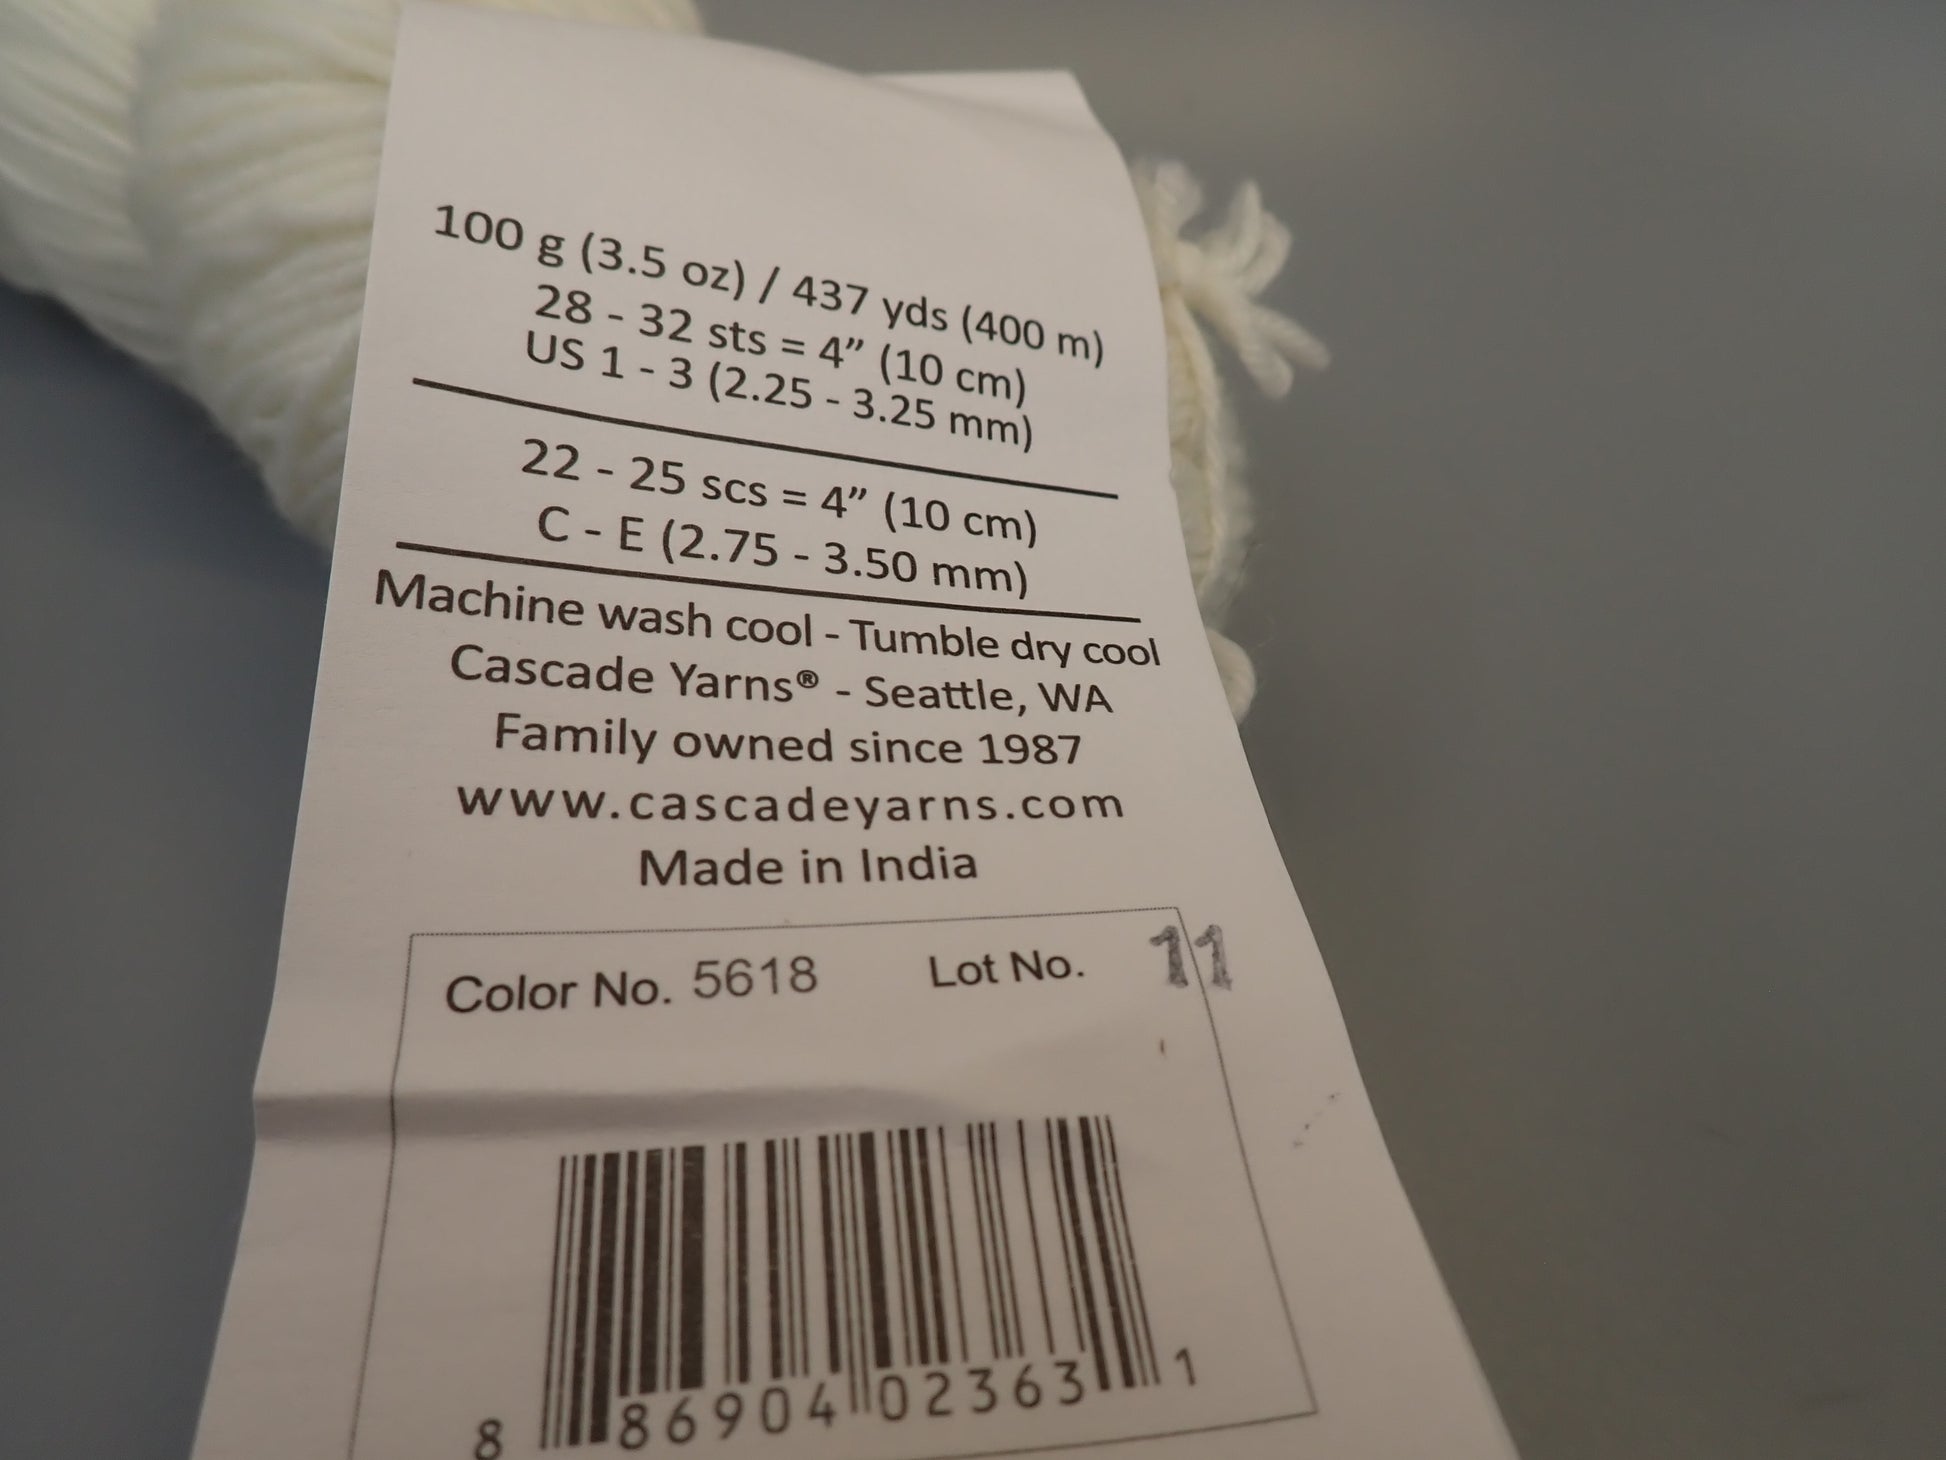 100 g (3.5 oz) / 437 yds (400 m)
28 - 32 sts = 4” (10 cm)
US 1 - 3 (2.25 - 3.25 mm)
22 - 25 scs = 4” (10 cm)
C - E (2.75 - 3.50 mm)
Machine wash cool - Tumble dry cool
Cascade Yarns® - Seattle, WA
Family owned since 1987
www.cascadeyarns.com
Made in India
Color No. 5618 Lot No. 11
8 86904 02363 1